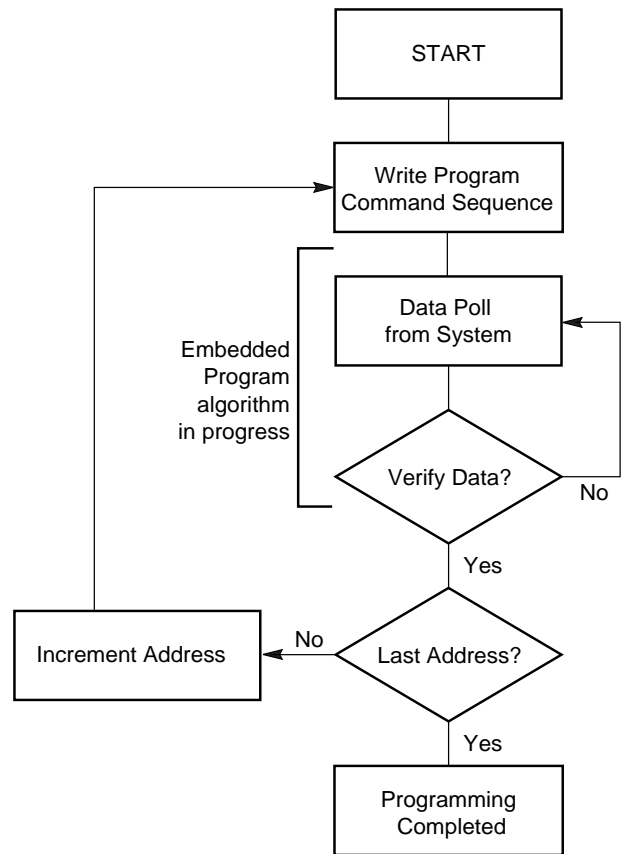 START
Write Program
Command Sequence
Data Poll
from System
Embedded
Program
algorithm
in progress
Verify Data?
No
Yes
Increment Address
No
Last Address?
Yes
Programming
Completed